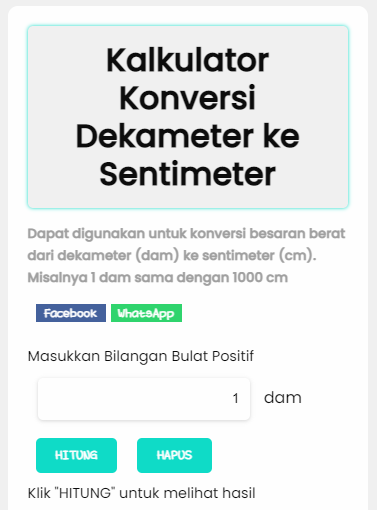 Kalkulator
Konversi
Dekameter ke
Sentimeter
Dapat digunakan untuk konversi besaran berat
dari dekameter (dam) ke sentimeter (cm).
Misalnya 1 dam sama dengan 1000 cm
Facebook WhatsApp
Masukkan Bilangan Bulat Positif
1 dam
HITUNG HAPUS
Klik "HITUNG" untuk melihat hasil